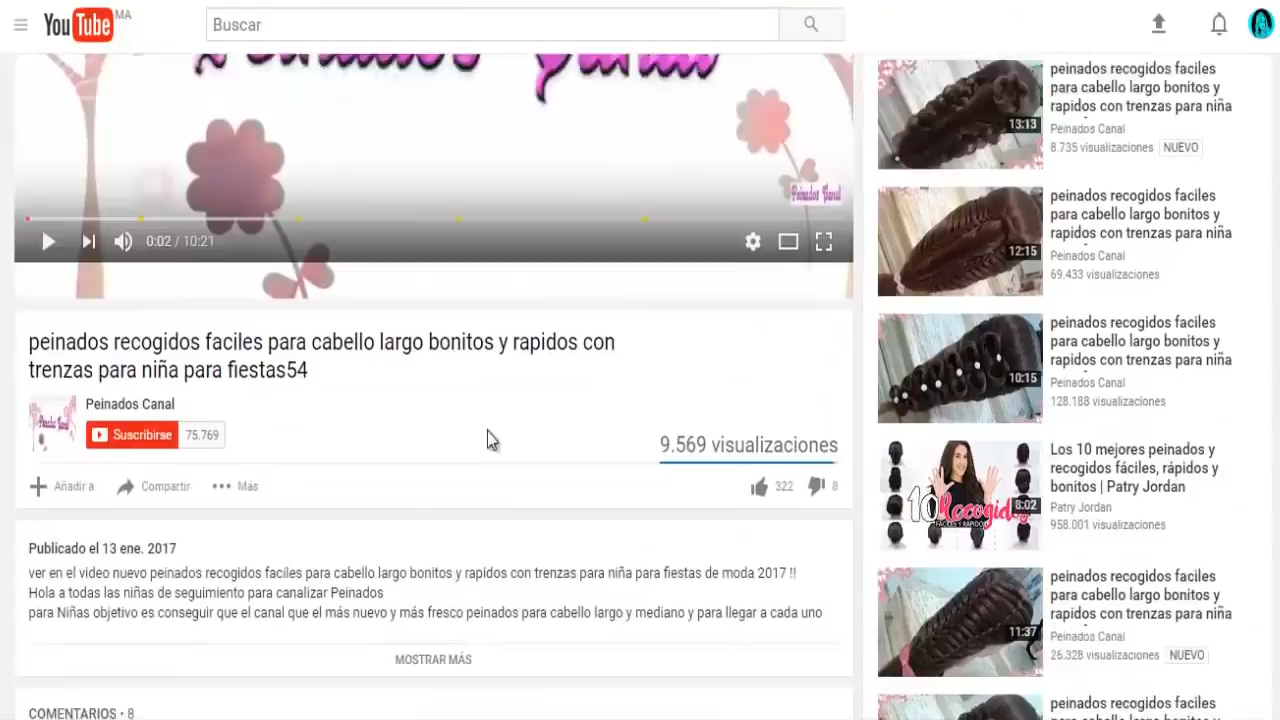 YouTube MA
Buscar
Peinados Canal
0:02 / 10:21
peinados recogidos faciles para cabello largo bonitos y rapidos con
trenzas para niña para fiestas54
Peinados Canal
Suscribirse 75.769
9.569 visualizaciones
Añadir a Compartir Más 322 8
Publicado el 13 ene. 2017
ver en el video nuevo peinados recogidos faciles para cabello largo bonitos y rapidos con trenzas para niña para fiestas de moda 2017 !!
Hola a todas las niñas de seguimiento para canalizar Peinados
para Niñas objetivo es conseguir que el canal que el más nuevo y más fresco peinados para cabello largo y mediano y para llegar a cada uno
MOSTRAR MÁS
COMENTARIOS • 8
13:13
peinados recogidos faciles
para cabello largo bonitos y
rapidos con trenzas para niña
Peinados Canal
8.735 visualizaciones NUEVO
12:15
peinados recogidos faciles
para cabello largo bonitos y
rapidos con trenzas para niña
Peinados Canal
69.433 visualizaciones
10:15
peinados recogidos faciles
para cabello largo bonitos y
rapidos con trenzas para niña
Peinados Canal
128.188 visualizaciones
10 Recogidos
FÁCILES Y RÁPIDOS
8:02
Los 10 mejores peinados y
recogidos fáciles, rápidos y
bonitos | Patry Jordan
Patry Jordan
958.001 visualizaciones
11:37
peinados recogidos faciles
para cabello largo bonitos y
rapidos con trenzas para niña
Peinados Canal
26.328 visualizaciones NUEVO
peinados recogidos faciles